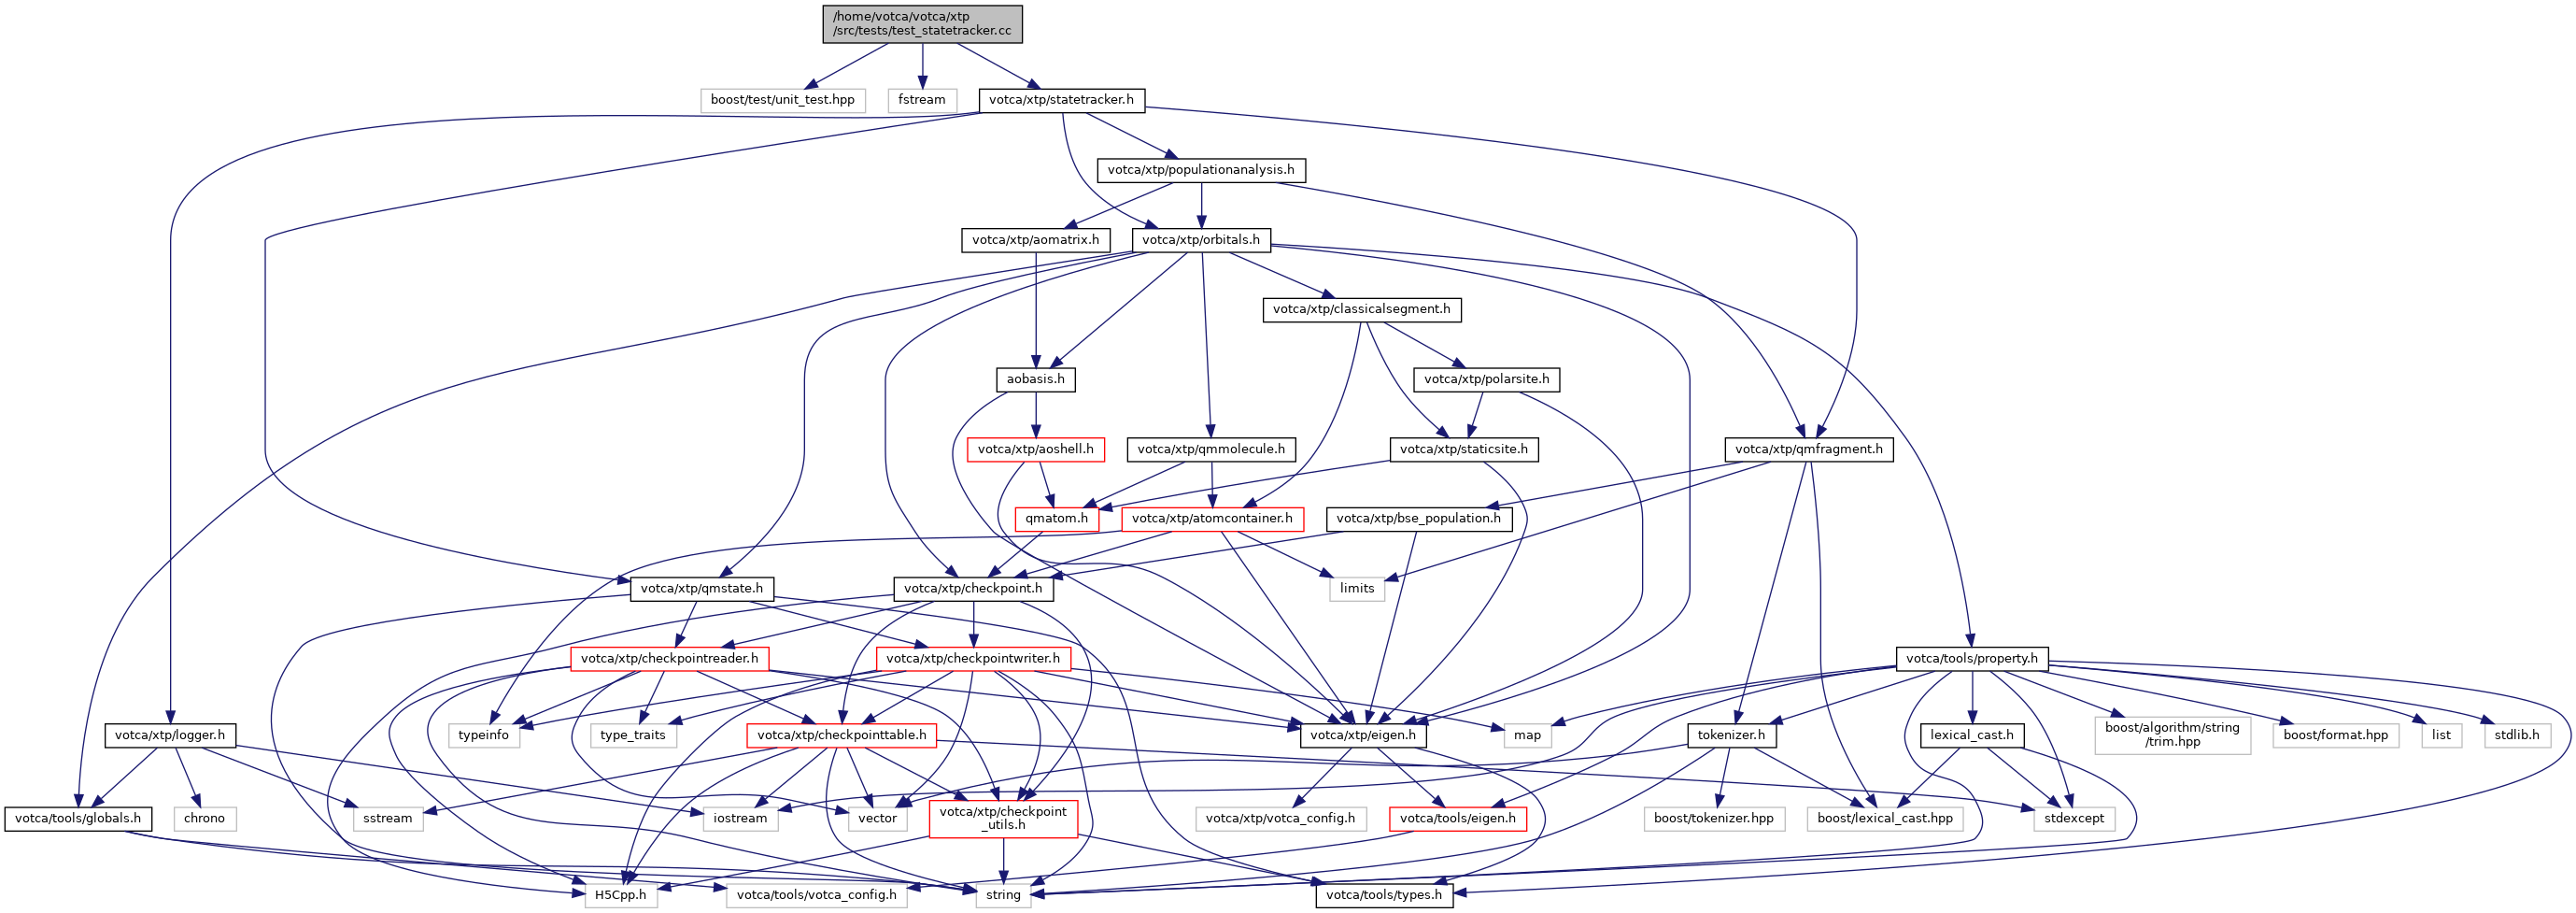 /home/votca/votca/xtp
/src/tests/test_statetracker.cc
boost/test/unit_test.hpp
fstream
votca/xtp/statetracker.h
votca/xtp/populationanalysis.h
votca/xtp/aomatrix.h
votca/xtp/orbitals.h
votca/xtp/classicalsegment.h
aobasis.h
votca/xtp/polarsite.h
votca/xtp/aoshell.h
votca/xtp/qmmolecule.h
votca/xtp/staticsite.h
votca/xtp/qmfragment.h
qmatom.h
votca/xtp/atomcontainer.h
votca/xtp/bse_population.h
votca/xtp/qmstate.h
votca/xtp/checkpoint.h
limits
votca/xtp/checkpointreader.h
votca/xtp/checkpointwriter.h
votca/tools/property.h
votca/xtp/logger.h
typeinfo
type_traits
votca/xtp/checkpointtable.h
votca/xtp/eigen.h
map
tokenizer.h
lexical_cast.h
boost/algorithm/string
/trim.hpp
boost/format.hpp
list
stdlib.h
votca/tools/globals.h
chrono
sstream
iostream
vector
votca/xtp/checkpoint
_utils.h
votca/xtp/votca_config.h
votca/tools/eigen.h
boost/tokenizer.hpp
boost/lexical_cast.hpp
stdexcept
H5Cpp.h
votca/tools/votca_config.h
string
votca/tools/types.h